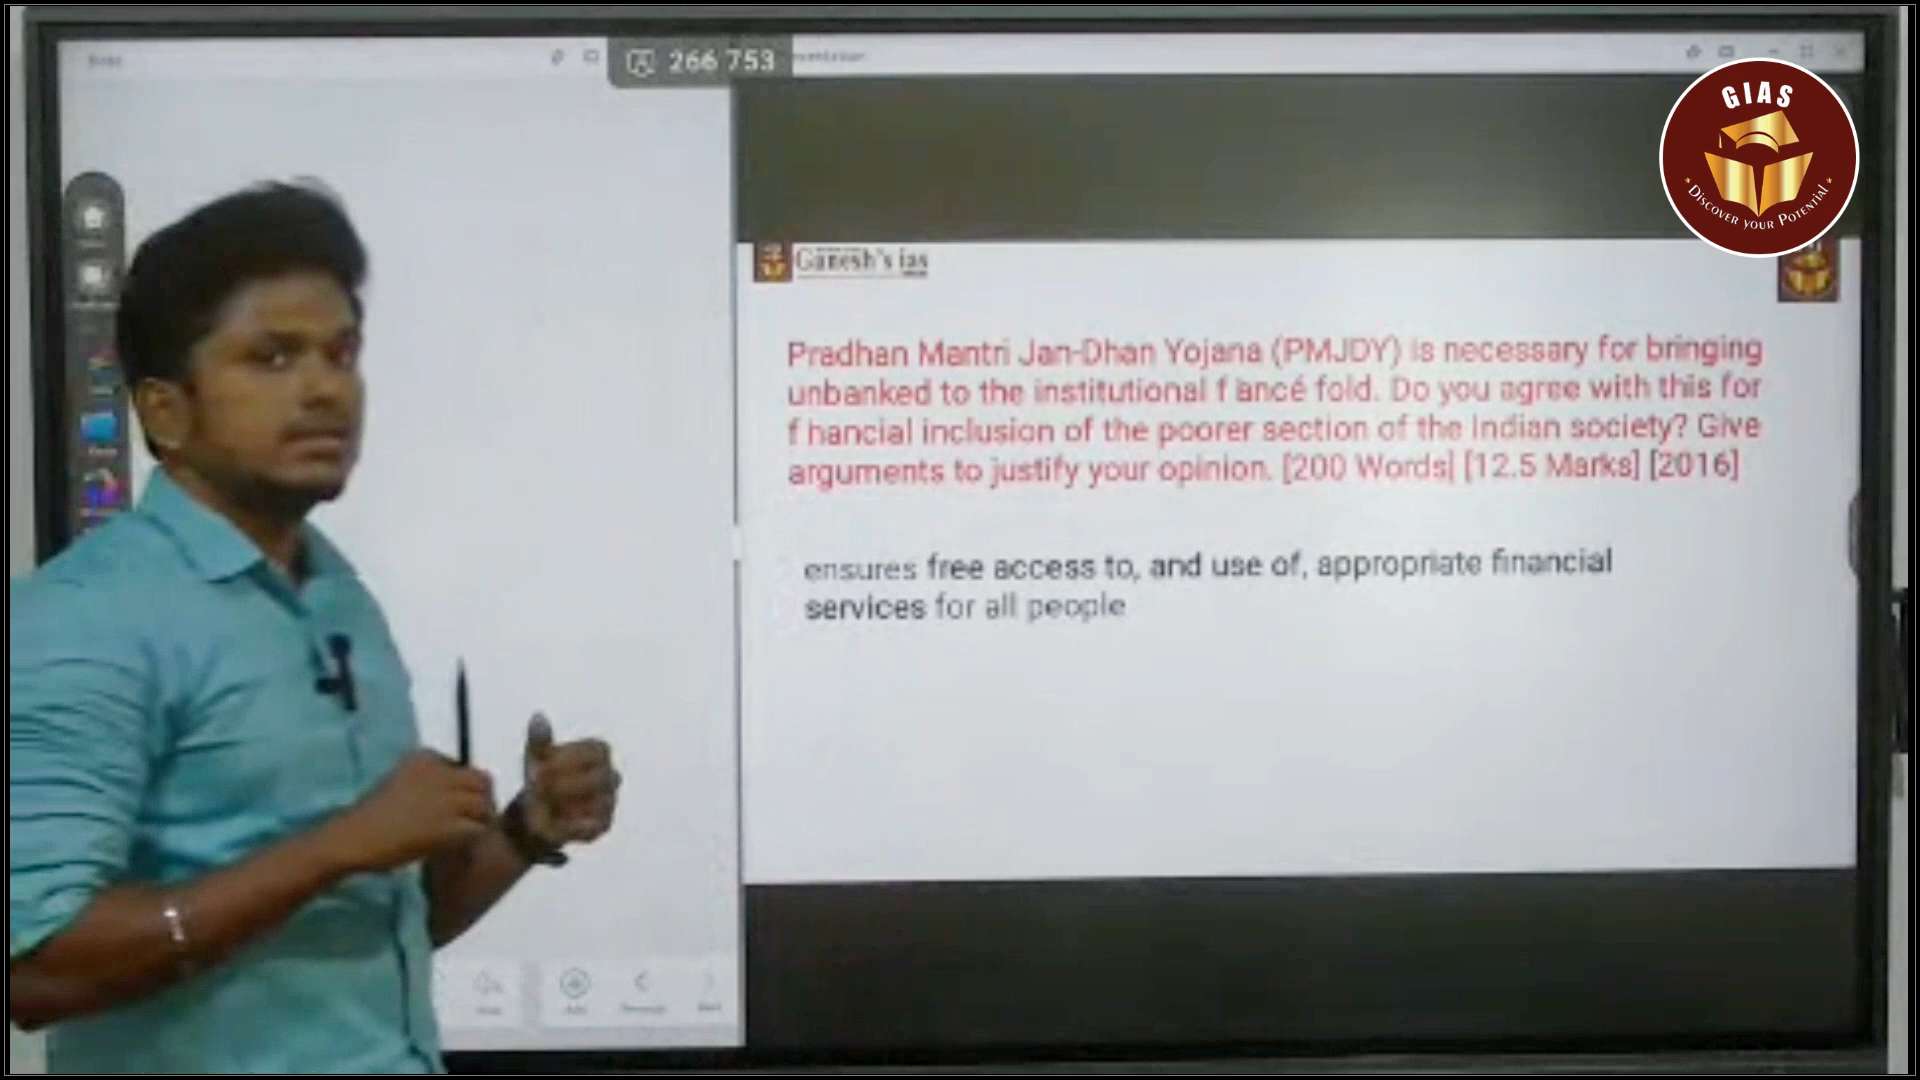 266 753
GIAS
DISCOVER YOUR POTENTIAL
Ganesh's ias
Pradhan Mantri Jan-Dhan Yojana (PMJDY) is necessary for bringing
unbanked to the institutional f ancé fold. Do you agree with this for
f hancial inclusion of the poorer section of the Indian society? Give
arguments to justify your opinion. [200 Words| [12.5 Marks] [2016]
ensures free access to, and use of, appropriate financial
services for all people